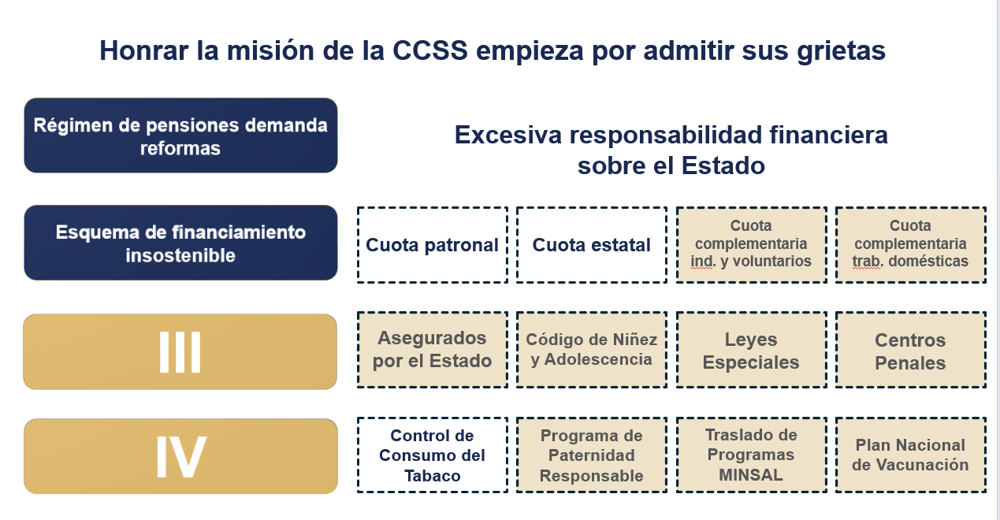 Honrar la misión de la CCSS empieza por admitir sus grietas
Régimen de pensiones demanda
reformas
Excesiva responsabilidad financiera
sobre el Estado
Esquema de financiamiento
insostenible
Cuota patronal
Cuota estatal
Cuota
complementaria
ind. y voluntarios
Cuota
complementaria
trab. domésticas
III
Asegurados
por el Estado
Código de Niñez
y Adolescencia
Leyes
Especiales
Centros
Penales
IV
Control de
Consumo del
Tabaco
Programa de
Paternidad
Responsable
Traslado de
Programas
MINSAL
Plan Nacional
de Vacunación